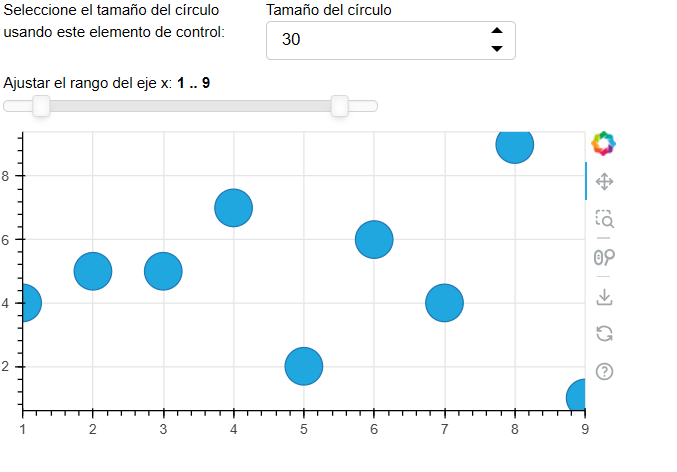 Seleccione el tamaño del círculo
usando este elemento de control:
Tamaño del círculo
30
Ajustar el rango del eje x: 1 .. 9
8
6
4
2
1 2 3 4 5 6 7 8 9